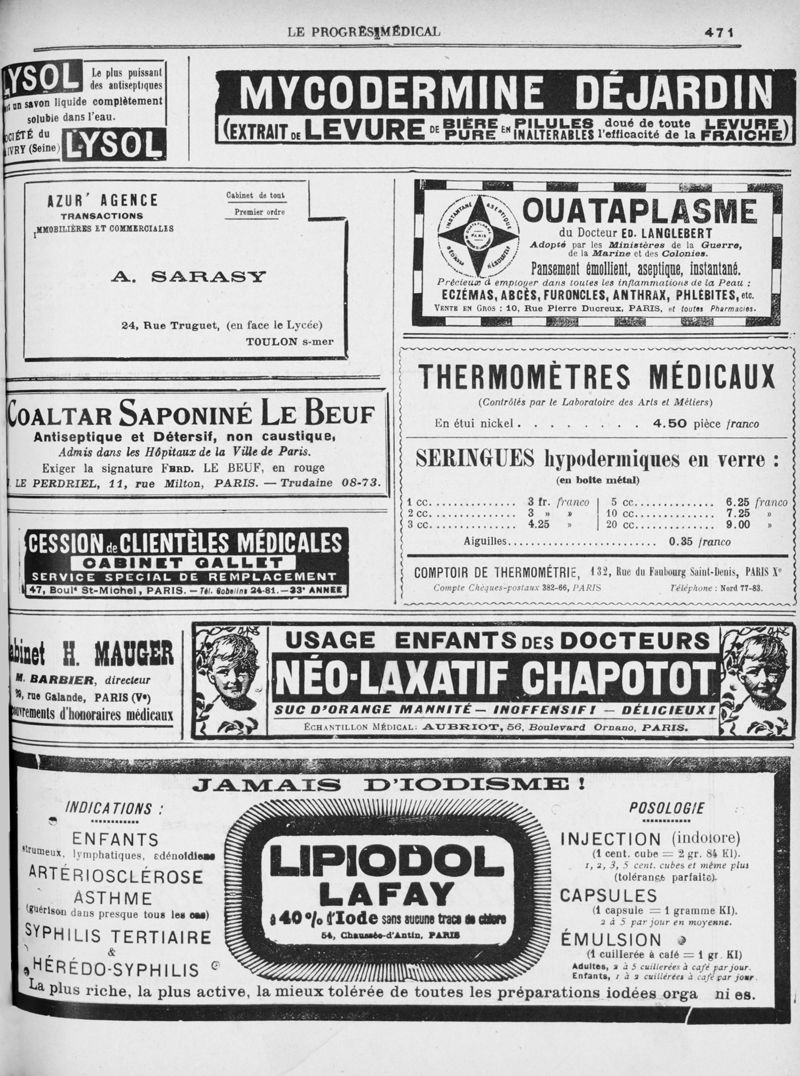 LE PROGRÈS MÉDICAL
471
LYSOL
Le plus puissant
des antiseptiques
un savon liquide complètement
soluble dans l'eau.
SOCIÉTÉ du
IVRY (Seine)
LYSOL
MYCODERMINE DÉJARDIN
(EXTRAIT DE LEVURE DE BIÈRE PURE EN PILULES INALTÉRABLES doué de toute l'efficacité de la LEVURE FRAICHE)
AZUR' AGENCE
TRANSACTIONS
IMMOBILIÈRES ET COMMERCIALES
Cabinet de tout
Premier ordre
A. SARASY
24, Rue Truguet, (en face le Lycée)
TOULON s-mer
INSTANTANÉ ASEPTIQUE
OUATAPLASME
PARIS
OUATAPLASME
du Docteur ED. LANGLEBERT
Adopté par les Ministères de la Guerre,
de la Marine et des Colonies.
Pansement émollient, aseptique, instantané.
Précieux à employer dans toutes les inflammations de la Peau :
ECZÉMAS, ABCÈS, FURONCLES, ANTHRAX, PHLÉBITES, etc.
VENTE EN GROS : 10, Rue Pierre Ducreux, PARIS, et toutes Pharmacies.
COALTAR SAPONINÉ LE BEUF
Antiseptique et Détersif, non caustique,
Admis dans les Hôpitaux de la Ville de Paris.
Exiger la signature FERD. LE BEUF, en rouge
LE PERDRIEL, 11, rue Milton, PARIS. — Trudaine 08-73.
THERMOMÈTRES MÉDICAUX
(Contrôlés par le Laboratoire des Arts et Métiers)
En étui nickel . . . . . . . . 4.50 pièce franco
SERINGUES hypodermiques en verre :
(en boîte métal)
1 cc. .............. 3 fr. franco
2 cc. .............. 3 » »
3 cc. .............. 4.25 »
5 cc. .............. 6.25 franco
10 cc. .............. 7.25 »
20 cc. .............. 9.00 »
Aiguilles...................... 0.35 franco
COMPTOIR DE THERMOMÉTRIE, 132, Rue du Faubourg Saint-Denis, PARIS Xe
Compte Chèques-postaux 382-66, PARIS Téléphone : Nord 77-83.
CESSION de CLIENTÈLES MÉDICALES
CABINET GALLET
SERVICE SPECIAL DE REMPLACEMENT
47, Boulᵈ St-Michel, PARIS. — Tél. Gobelins 24-81. — 33e ANNÉE
abinet H. MAUGER
M. BARBIER, directeur
rue Galande, PARIS (Ve)
ouvrements d'honoraires médicaux
USAGE ENFANTS DES DOCTEURS
NÉO-LAXATIF CHAPOTOT
SUC D'ORANGE MANNITÉ — INOFFENSIF ! — DÉLICIEUX !
ÉCHANTILLON MÉDICAL: AUBRIOT, 56, Boulevard Ornano, PARIS.
JAMAIS D'IODISME !
INDICATIONS :
ENFANTS
strumeux, lymphatiques, adénoïdiens
ARTÉRIOSCLÉROSE
ASTHME
(guérison dans presque tous les cas)
SYPHILIS TERTIAIRE
&
HÉRÉDO-SYPHILIS
LIPIODOL
LAFAY
à 40 % d'Iode sans aucune trace de chlore
54, Chaussée-d'Antin, PARIS
POSOLOGIE
INJECTION (indolore)
(1 cent. cube = 2 gr. 84 KI).
1, 2, 3, 5 cent. cubes et même plus
(tolérance parfaite).
CAPSULES
(1 capsule = 1 gramme KI).
2 à 5 par jour en moyenne.
ÉMULSION
(1 cuillerée à café = 1 gr. KI)
Adultes, 2 à 5 cuillerées à café par jour.
Enfants, 1 à 2 cuillérées à café par jour.
La plus riche, la plus active, la mieux tolérée de toutes les préparations iodées orga ni es.